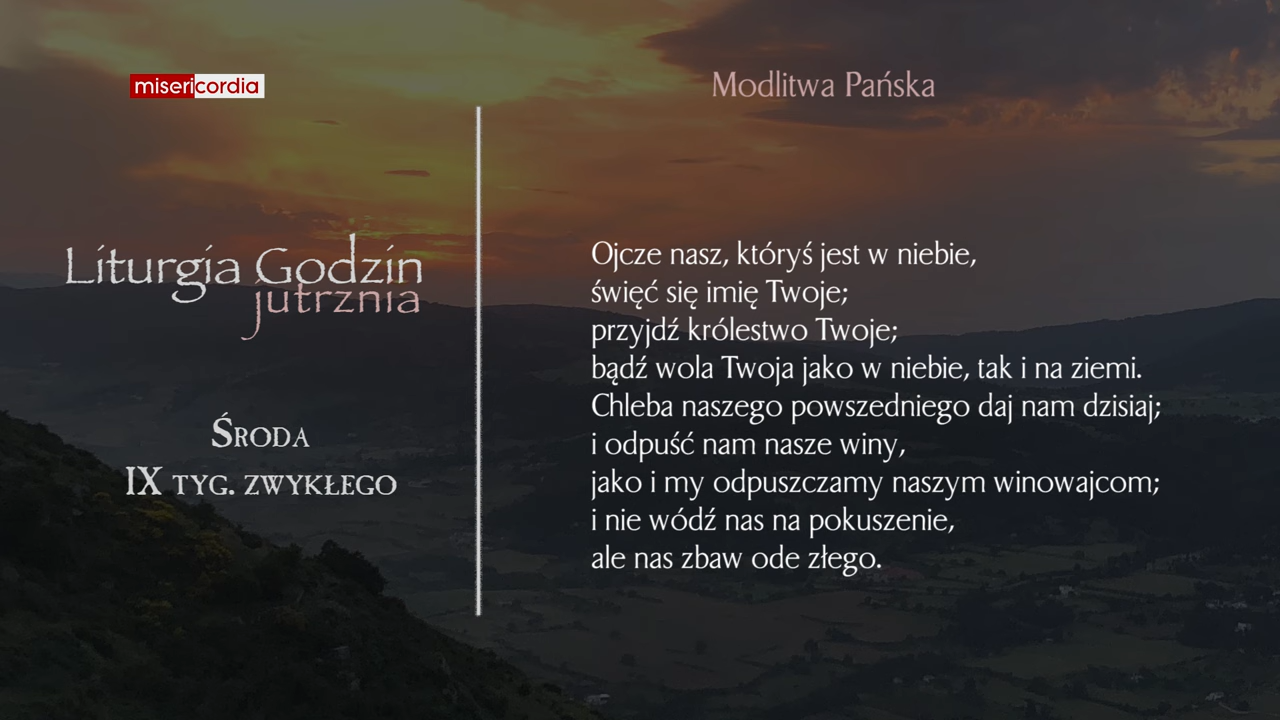 misericordia
Liturgia Godzin
jutrznia
Środa
IX tyg. zwykłego
Modlitwa Pańska
Ojcze nasz, któryś jest w niebie,
święć się imię Twoje;
przyjdź królestwo Twoje;
bądź wola Twoja jako w niebie, tak i na ziemi.
Chleba naszego powszedniego daj nam dzisiaj;
i odpuść nam nasze winy,
jako i my odpuszczamy naszym winowajcom;
i nie wódź nas na pokuszenie,
ale nas zbaw ode złego.